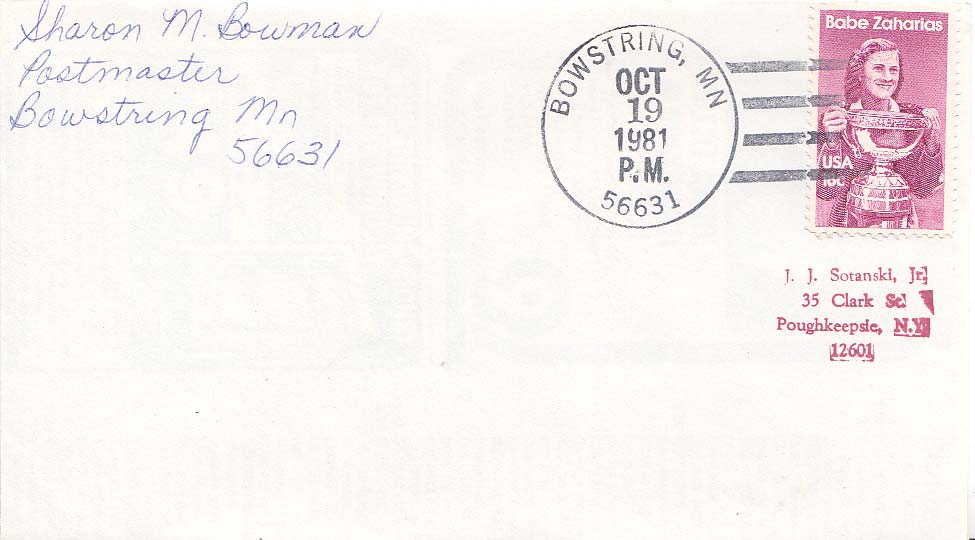 Sharon M. Bowman
Postmaster
Bowstring Mn
56631
BOWSTRING, MN
OCT
19
1981
P.M.
56631
Babe Zaharias
USA
18c
J. J. Sotanski, Jr.
35 Clark St.
Poughkeepsie, N.Y.
12601